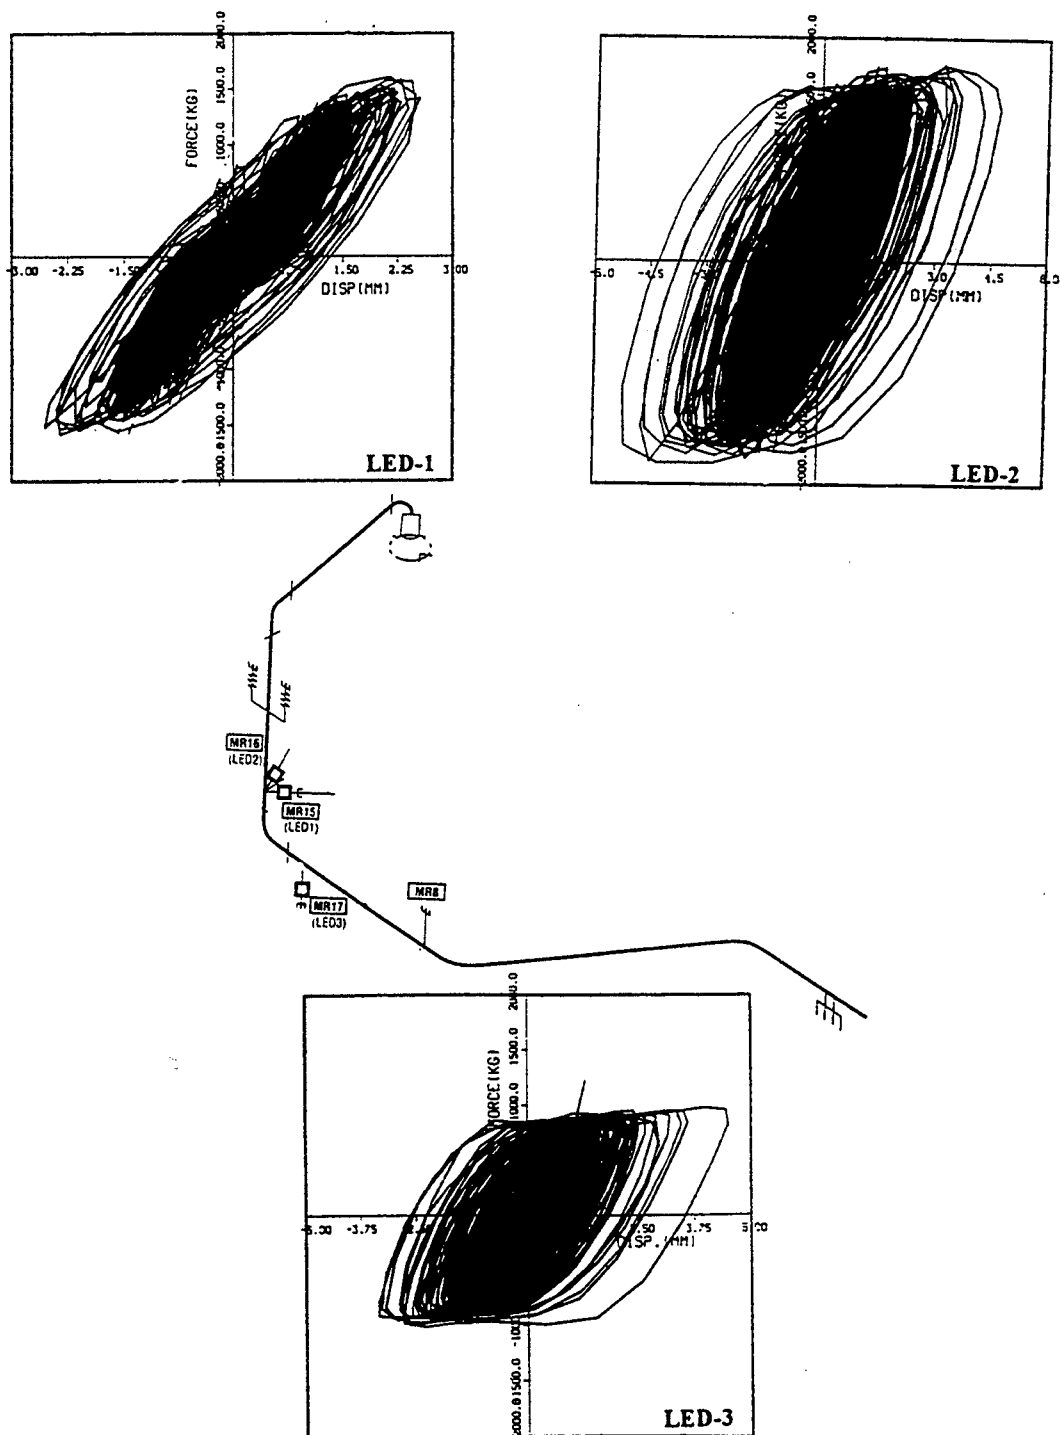 2000.0
1500.0
1000.0
FORCE(KG)
-3.00 -2.25 -1.50 1.50 2.25 3.00
DISP(MM)
LED-1
2000.0
-6.0 -4.5 3.0 4.5 6.0
DISP(MM)
LED-2
MR16
(LED2)
MR15
(LED1)
MR17
(LED3)
MR8
2000.0
1500.0
1000.0
FORCE(KG)
-5.00 -3.75 3.75 5.00
DISP.(MM)
LED-3